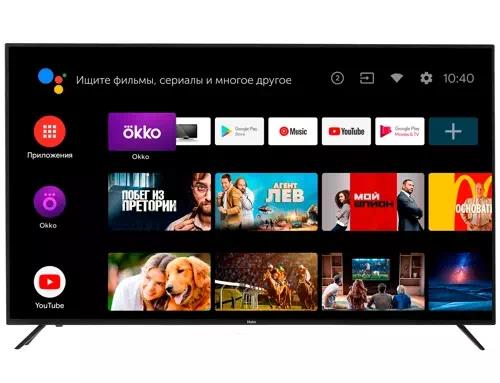 Ищите фильмы, сериалы и многое другое
2
10:40
Приложения
ökko
Google Play
Store
Music
YouTube
Google Play
Movies & TV
Okko
ПОБЕГ ИЗ
ПРЕТОРИИ
АГЕНТ
ЛЕВ
МОЙ
ШПИОН
ОСНОВАТ
Okko
YouTube
Haier